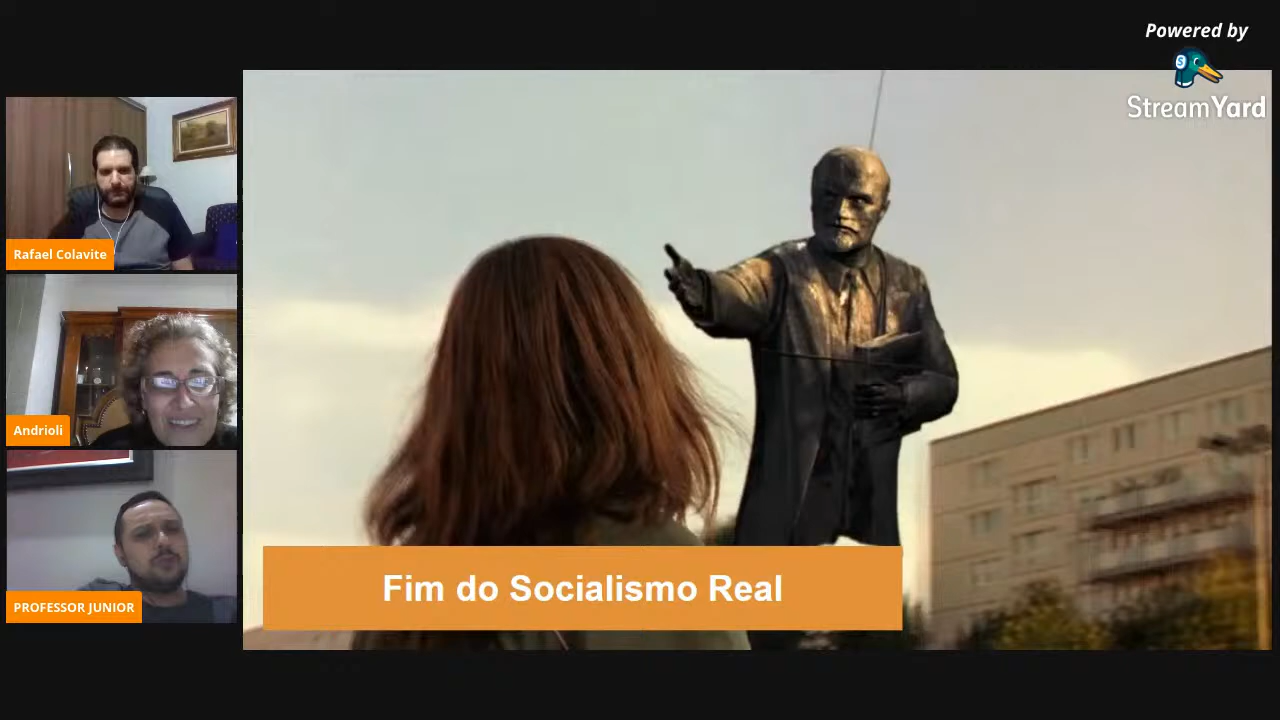 Powered by
StreamYard
Rafael Colavite
Andrioli
PROFESSOR JUNIOR
Fim do Socialismo Real